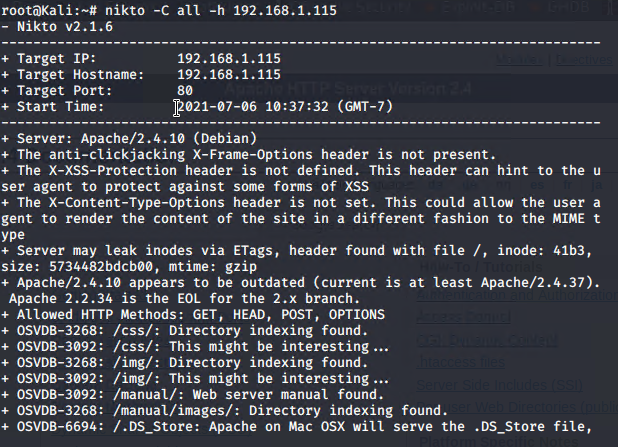 root@Kali:~# nikto -C all -h 192.168.1.115
- Nikto v2.1.6
---------------------------------------------------------------------------
+ Target IP:          192.168.1.115
+ Target Hostname:    192.168.1.115
+ Target Port:        80
+ Start Time:         2021-07-06 10:37:32 (GMT-7)
---------------------------------------------------------------------------
+ Server: Apache/2.4.10 (Debian)
+ The anti-clickjacking X-Frame-Options header is not present.
+ The X-XSS-Protection header is not defined. This header can hint to the u
ser agent to protect against some forms of XSS
+ The X-Content-Type-Options header is not set. This could allow the user a
gent to render the content of the site in a different fashion to the MIME t
ype
+ Server may leak inodes via ETags, header found with file /, inode: 41b3,
size: 5734482bdcb00, mtime: gzip
+ Apache/2.4.10 appears to be outdated (current is at least Apache/2.4.37).
 Apache 2.2.34 is the EOL for the 2.x branch.
+ Allowed HTTP Methods: GET, HEAD, POST, OPTIONS
+ OSVDB-3268: /css/: Directory indexing found.
+ OSVDB-3092: /css/: This might be interesting...
+ OSVDB-3268: /img/: Directory indexing found.
+ OSVDB-3092: /img/: This might be interesting...
+ OSVDB-3092: /manual/: Web server manual found.
+ OSVDB-3268: /manual/images/: Directory indexing found.
+ OSVDB-6694: /.DS_Store: Apache on Mac OSX will serve the .DS_Store file,